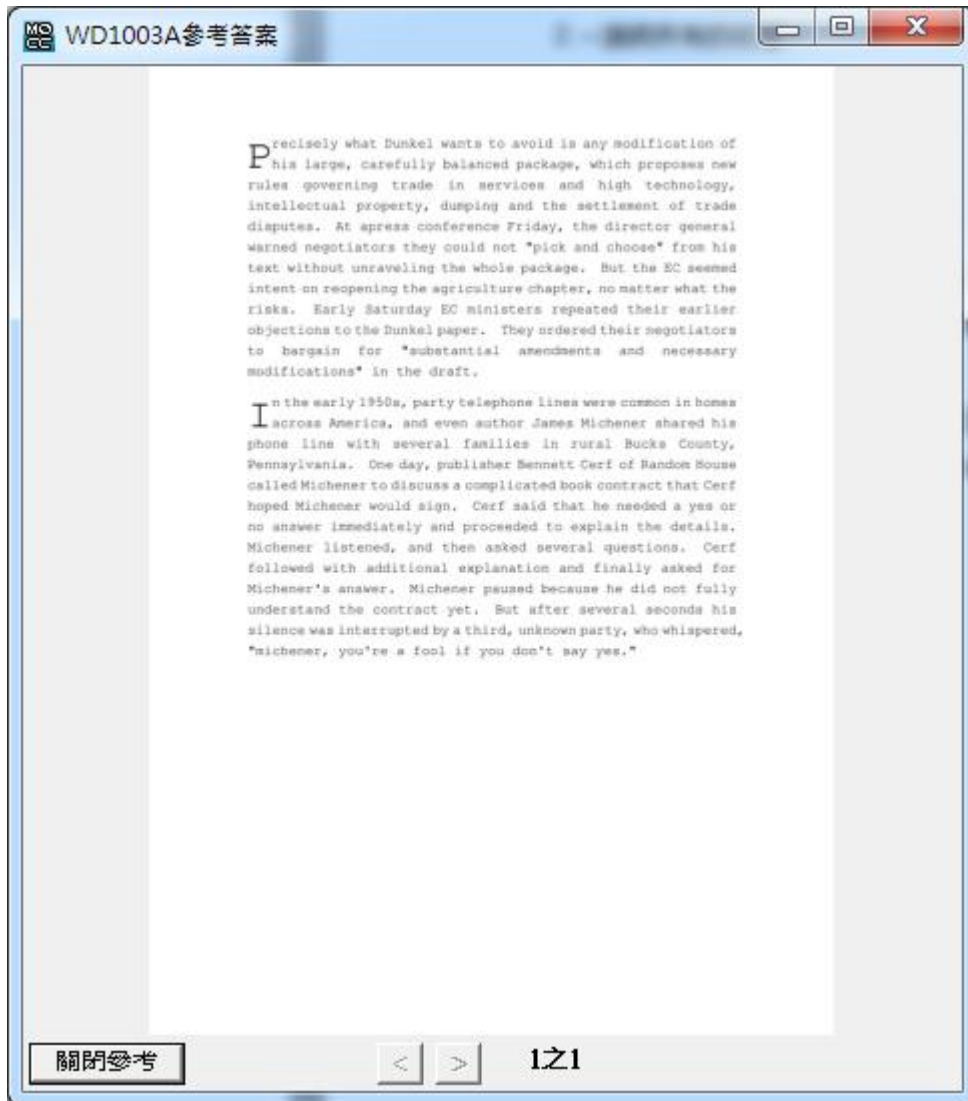 WD1003A參考答案
Precisely what Dunkel wants to avoid is any modification of
his large, carefully balanced package, which proposes new
rules governing trade in services and high technology,
intellectual property, dumping and the settlement of trade
disputes. At apress conference Friday, the director general
warned negotiators they could not "pick and choose" from his
text without unraveling the whole package. But the EC seemed
intent on reopening the agriculture chapter, no matter what the
risks. Early Saturday EC ministers repeated their earlier
objections to the Dunkel paper. They ordered their negotiators
to bargain for "substantial amendments and necessary
modifications" in the draft.
In the early 1950s, party telephone lines were common in homes
across America, and even author James Michener shared his
phone line with several families in rural Bucks County,
Pennsylvania. One day, publisher Bennett Cerf of Random House
called Michener to discuss a complicated book contract that Cerf
hoped Michener would sign. Cerf said that he needed a yes or
no answer immediately and proceeded to explain the details.
Michener listened, and then asked several questions. Cerf
followed with additional explanation and finally asked for
Michener's answer. Michener paused because he did not fully
understand the contract yet. But after several seconds his
silence was interrupted by a third, unknown party, who whispered,
"michener, you're a fool if you don't say yes."
關閉參考
< > 1之1